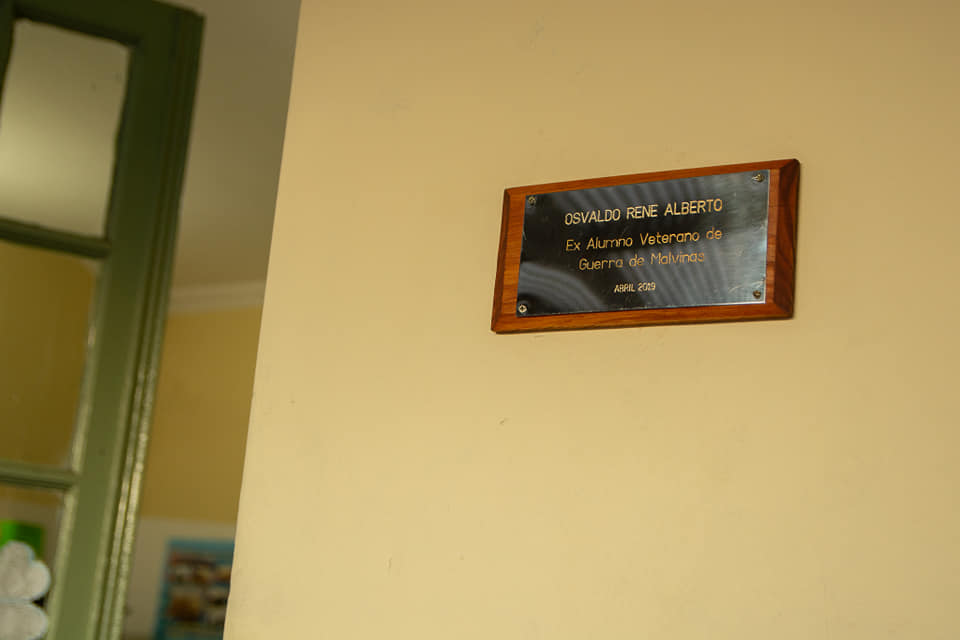 OSVALDO RENE ALBERTO
Ex Alumno Veterano de
Guerra de Malvinas
ABRIL 2019